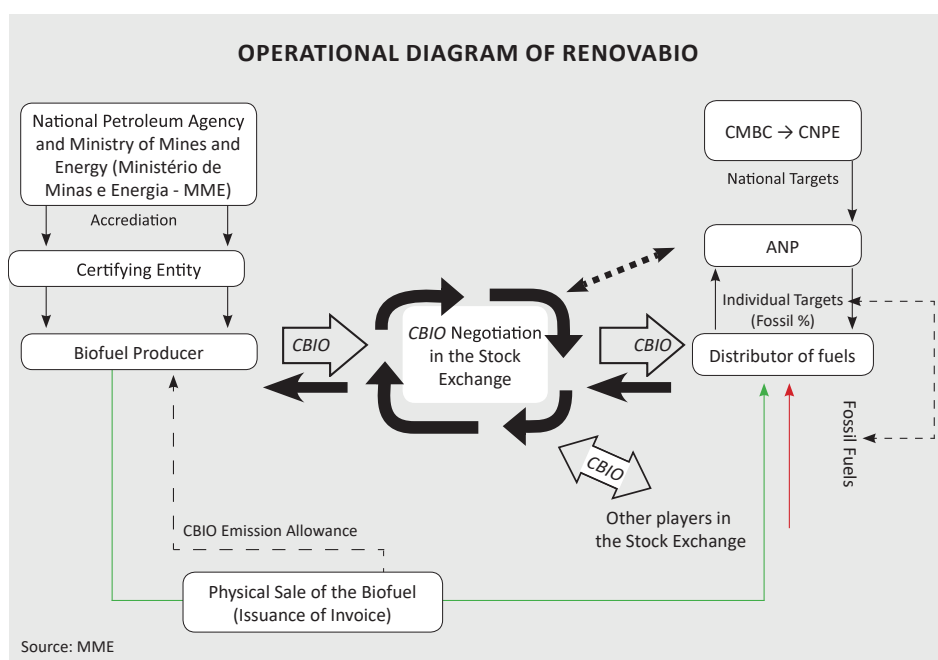 OPERATIONAL DIAGRAM OF RENOVABIO
National Petroleum Agency
and Ministry of Mines and
Energy (Ministério de
Minas e Energia - MME)
Accrediation
Certifying Entity
Biofuel Producer
CBIO
CBIO Negotiation
in the Stock
Exchange
CBIO
CMBC → CNPE
National Targets
ANP
Individual Targets
(Fossil %)
Distributor of fuels
Fossil Fuels
CBIO
Other players in
the Stock Exchange
CBIO Emission Allowance
Physical Sale of the Biofuel
(Issuance of Invoice)
Source: MME